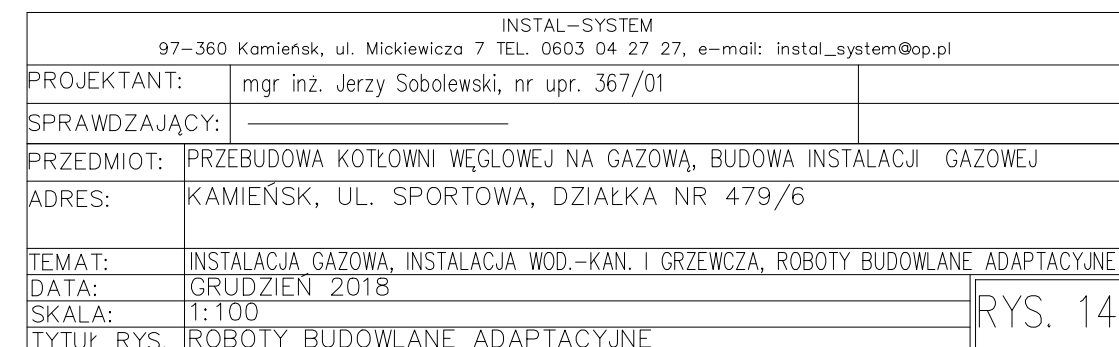 INSTAL-SYSTEM
97-360 Kamieńsk, ul. Mickiewicza 7 TEL. 0603 04 27 27, e-mail: instal_system@op.pl
PROJEKTANT: mgr inż. Jerzy Sobolewski, nr upr. 367/01
SPRAWDZAJĄCY:
PRZEDMIOT: PRZEBUDOWA KOTŁOWNI WĘGLOWEJ NA GAZOWĄ, BUDOWA INSTALACJI GAZOWEJ
ADRES: KAMIEŃSK, UL. SPORTOWA, DZIAŁKA NR 479/6
TEMAT: INSTALACJA GAZOWA, INSTALACJA WOD.-KAN. I GRZEWCZA, ROBOTY BUDOWLANE ADAPTACYJNE
DATA: GRUDZIEŃ 2018
SKALA: 1:100
RYS. 14
TYTUŁ RYS. ROBOTY BUDOWLANE ADAPTACYJNE